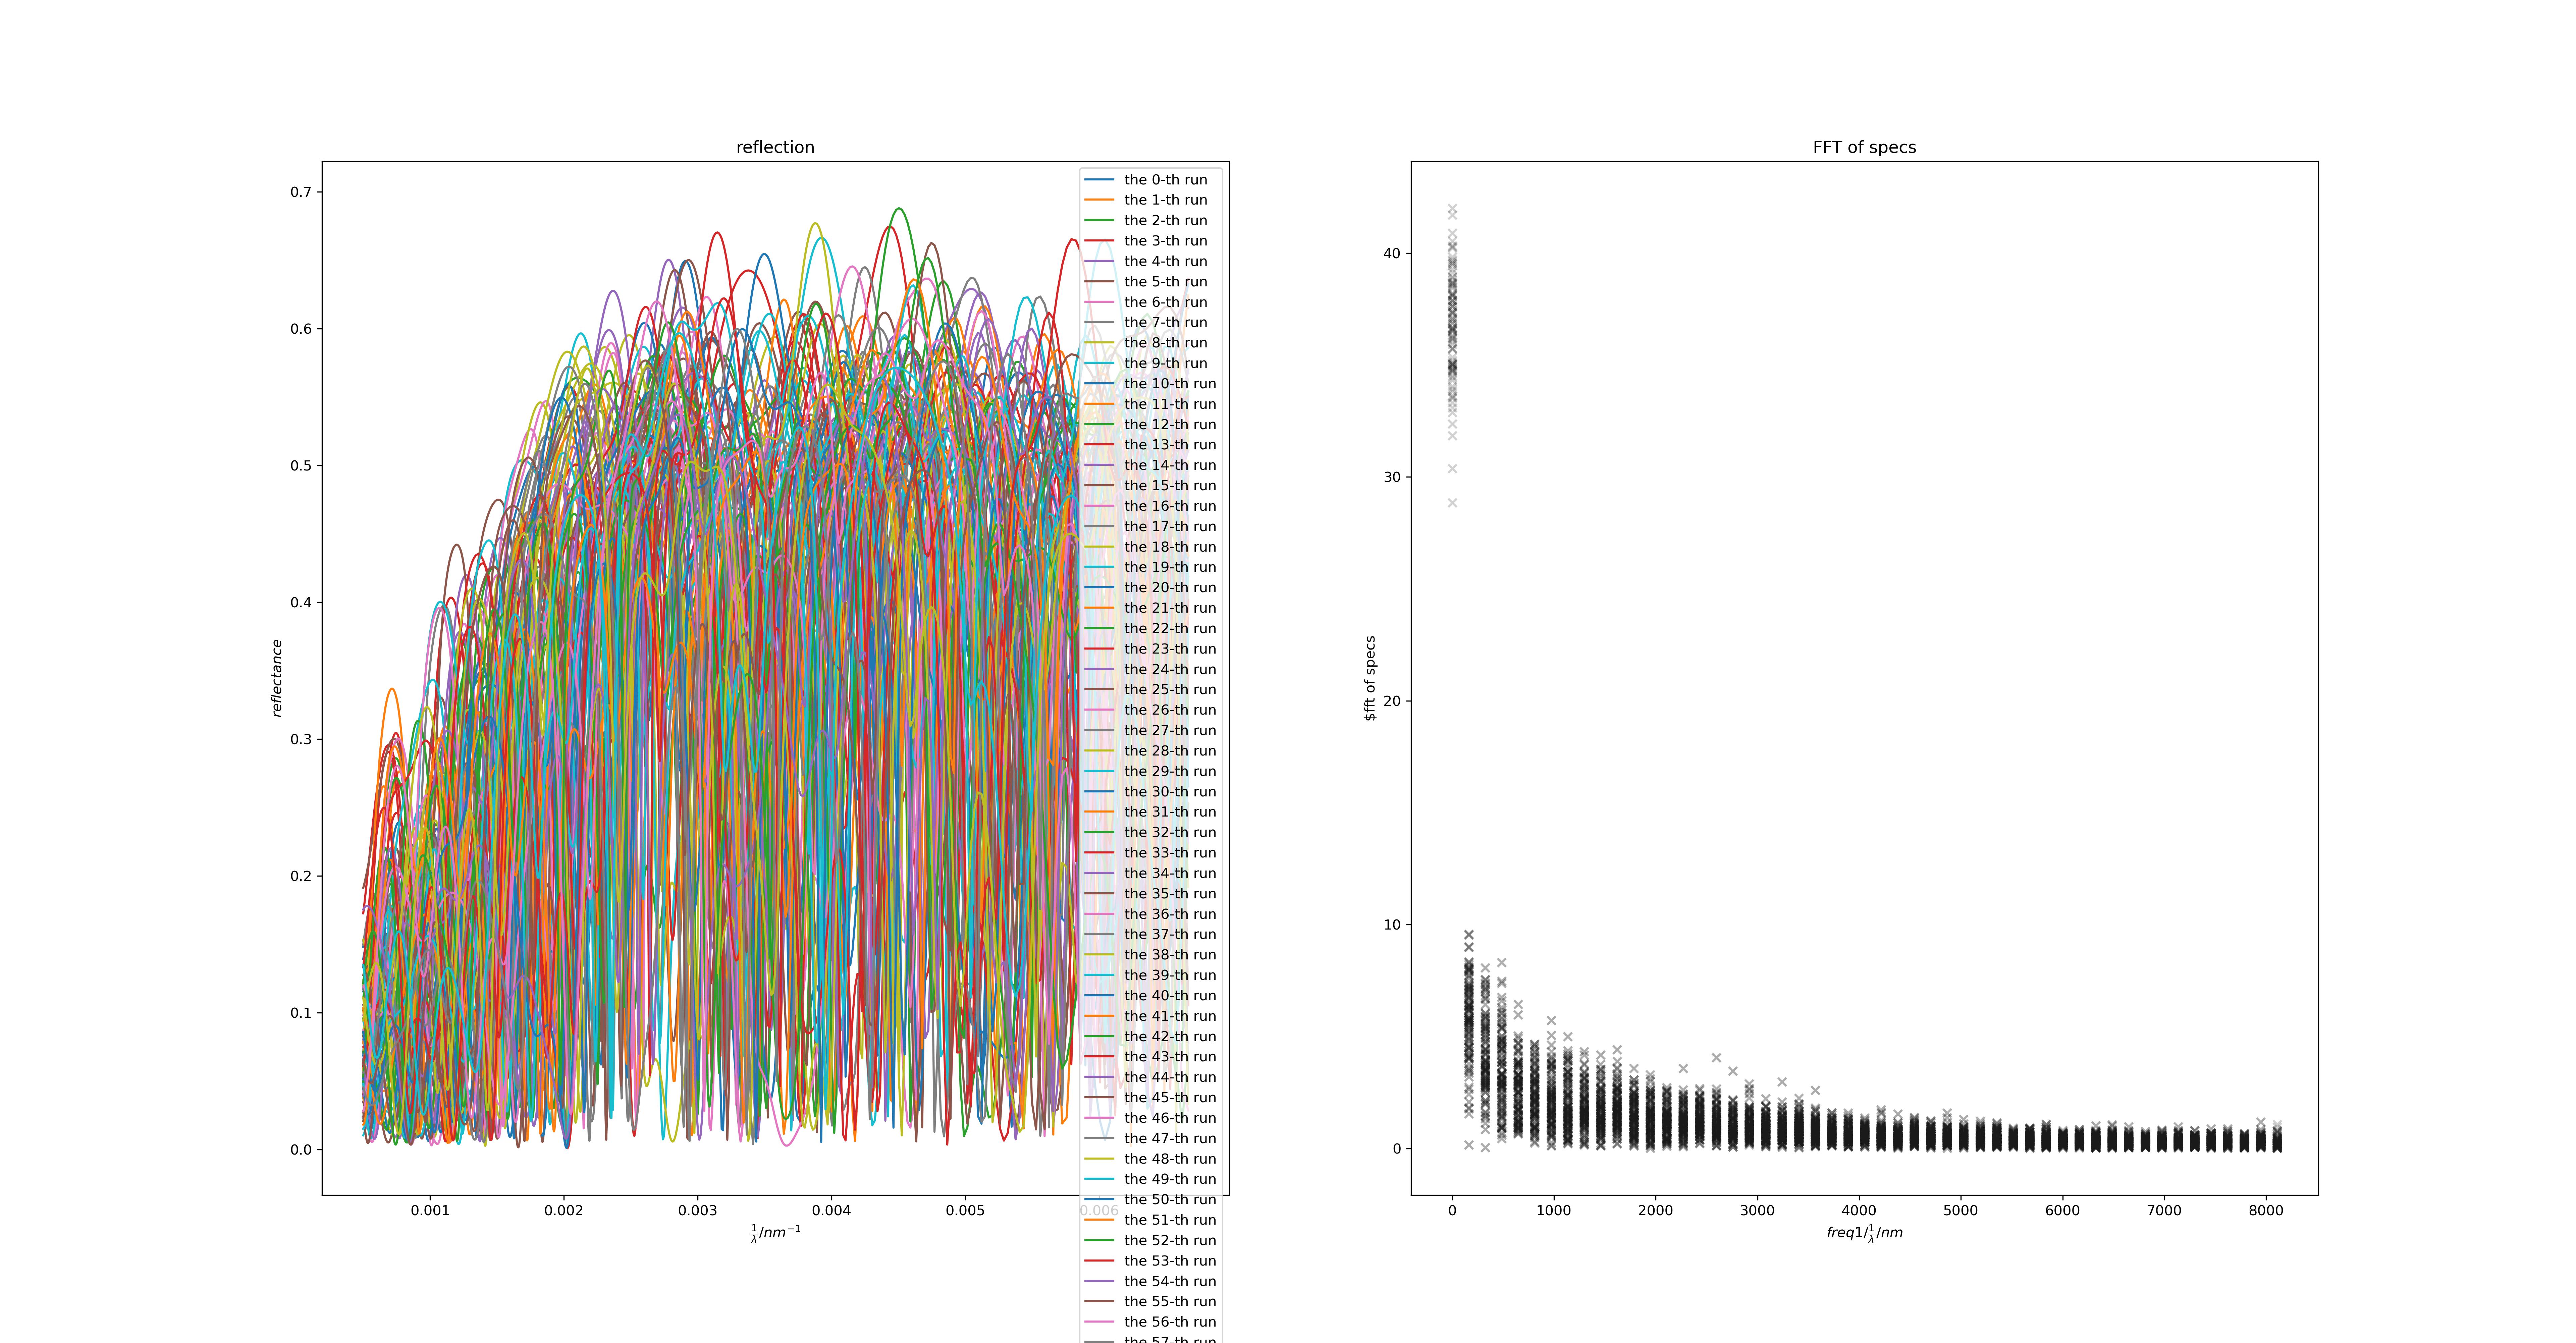 reflection
0.7
0.6
0.5
0.4
0.3
0.2
0.1
0.0
reflectance
0.001 0.002 0.003 0.004 0.005 0.006
1/λ/nm⁻¹
the 0-th run
the 1-th run
the 2-th run
the 3-th run
the 4-th run
the 5-th run
the 6-th run
the 7-th run
the 8-th run
the 9-th run
the 10-th run
the 11-th run
the 12-th run
the 13-th run
the 14-th run
the 15-th run
the 16-th run
the 17-th run
the 18-th run
the 19-th run
the 20-th run
the 21-th run
the 22-th run
the 23-th run
the 24-th run
the 25-th run
the 26-th run
the 27-th run
the 28-th run
the 29-th run
the 30-th run
the 31-th run
the 32-th run
the 33-th run
the 34-th run
the 35-th run
the 36-th run
the 37-th run
the 38-th run
the 39-th run
the 40-th run
the 41-th run
the 42-th run
the 43-th run
the 44-th run
the 45-th run
the 46-th run
the 47-th run
the 48-th run
the 49-th run
the 50-th run
the 51-th run
the 52-th run
the 53-th run
the 54-th run
the 55-th run
the 56-th run
the 57-th run
FFT of specs
40
30
20
10
0
$fft of specs
0 1000 2000 3000 4000 5000 6000 7000 8000
freq1/1/λ/nm